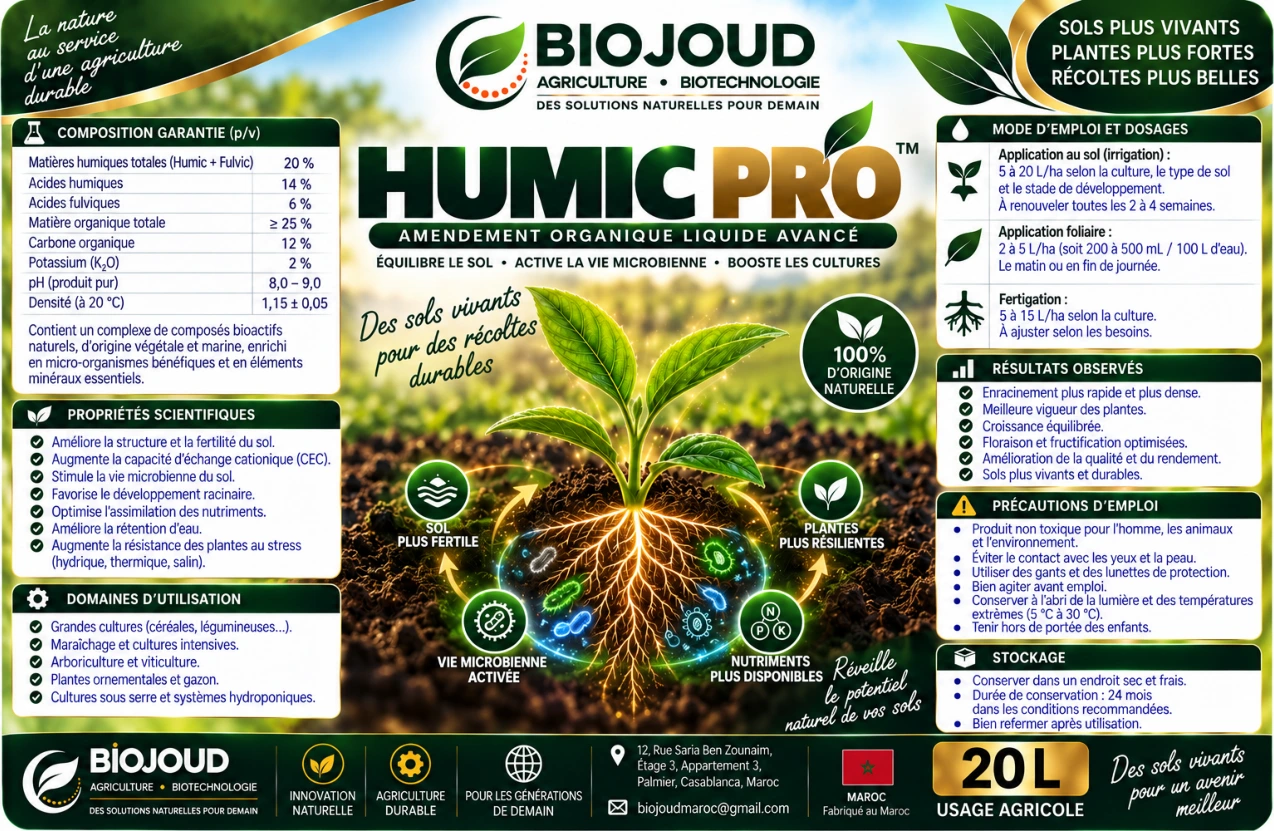 La nature
au service
d'une agriculture
durable
BIOJOUD
AGRICULTURE • BIOTECHNOLOGIE
DES SOLUTIONS NATURELLES POUR DEMAIN
SOLS PLUS VIVANTS
PLANTES PLUS FORTES
RÉCOLTES PLUS BELLES
HUMIC PRO™
AMENDEMENT ORGANIQUE LIQUIDE AVANCÉ
ÉQUILIBRE LE SOL • ACTIVE LA VIE MICROBIENNE • BOOSTE LES CULTURES
COMPOSITION GARANTIE (p/v)
Matières humiques totales (Humic + Fulvic) 20 %
Acides humiques 14 %
Acides fulviques 6 %
Matière organique totale ≥ 25 %
Carbone organique 12 %
Potassium (K₂O) 2 %
pH (produit pur) 8,0 – 9,0
Densité (à 20 °C) 1,15 ± 0,05
Contient un complexe de composés bioactifs
naturels, d'origine végétale et marine, enrichi
en micro-organismes bénéfiques et en éléments
minéraux essentiels.
PROPRIÉTÉS SCIENTIFIQUES
Améliore la structure et la fertilité du sol.
Augmente la capacité d'échange cationique (CEC).
Stimule la vie microbienne du sol.
Favorise le développement racinaire.
Optimise l'assimilation des nutriments.
Améliore la rétention d'eau.
Augmente la résistance des plantes au stress
(hydrique, thermique, salin).
DOMAINES D'UTILISATION
Grandes cultures (céréales, légumineuses...).
Maraîchage et cultures intensives.
Arboriculture et viticulture.
Plantes ornementales et gazon.
Cultures sous serre et systèmes hydroponiques.
Des sols vivants
pour des récoltes
durables
100%
D'ORIGINE
NATURELLE
SOL
PLUS FERTILE
PLANTES
PLUS RÉSILIENTES
VIE MICROBIENNE
ACTIVÉE
N
P K
NUTRIMENTS
PLUS DISPONIBLES
Réveille
le potentiel
naturel de vos sols
MODE D'EMPLOI ET DOSAGES
Application au sol (irrigation) :
5 à 20 L/ha selon la culture, le type de sol
et le stade de développement.
À renouveler toutes les 2 à 4 semaines.
Application foliaire :
2 à 5 L/ha (soit 200 à 500 mL / 100 L d'eau).
Le matin ou en fin de journée.
Fertigation :
5 à 15 L/ha selon la culture.
À ajuster selon les besoins.
RÉSULTATS OBSERVÉS
Enracinement plus rapide et plus dense.
Meilleure vigueur des plantes.
Croissance équilibrée.
Floraison et fructification optimisées.
Amélioration de la qualité et du rendement.
Sols plus vivants et durables.
PRÉCAUTIONS D'EMPLOI
• Produit non toxique pour l'homme, les animaux
et l'environnement.
• Éviter le contact avec les yeux et la peau.
• Utiliser des gants et des lunettes de protection.
• Bien agiter avant emploi.
• Conserver à l'abri de la lumière et des températures
extrêmes (5 °C à 30 °C).
• Tenir hors de portée des enfants.
STOCKAGE
• Conserver dans un endroit sec et frais.
• Durée de conservation : 24 mois
dans les conditions recommandées.
• Bien refermer après utilisation.
BIOJOUD
AGRICULTURE • BIOTECHNOLOGIE
DES SOLUTIONS NATURELLES POUR DEMAIN
INNOVATION
NATURELLE
AGRICULTURE
DURABLE
POUR LES GÉNÉRATIONS
DE DEMAIN
12, Rue Saria Ben Zounaim,
Étage 3, Appartement 3,
Palmier, Casablanca, Maroc
biojoudmaroc@gmail.com
MAROC
Fabriqué au Maroc
20 L
USAGE AGRICOLE
Des sols vivants
pour un avenir
meilleur